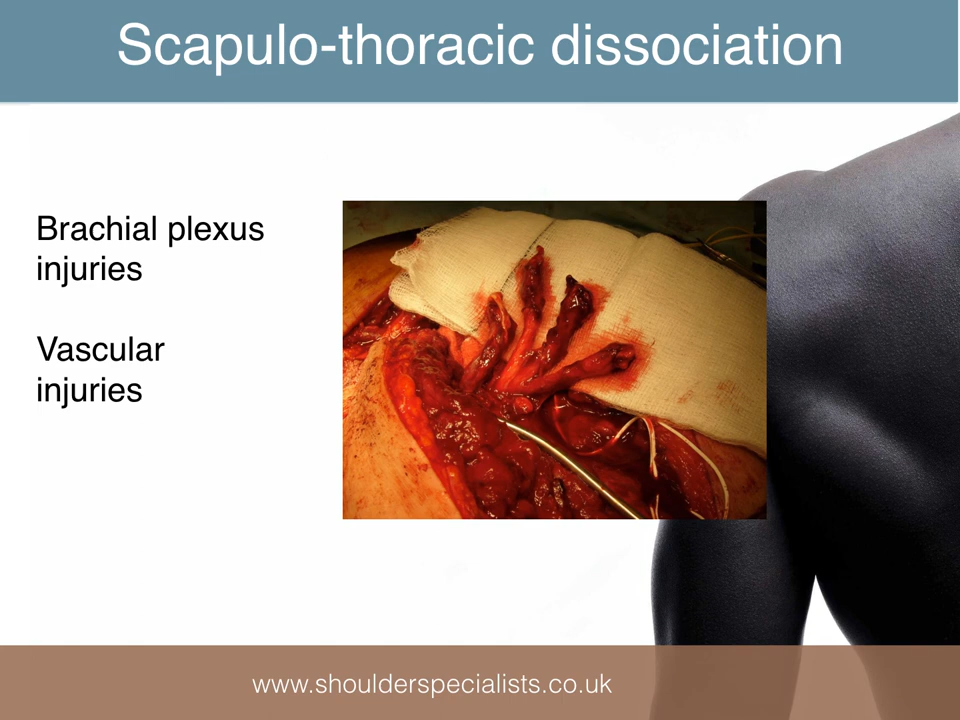 Scapulo-thoracic dissociation
Brachial plexus
injuries
Vascular
injuries
www.shoulderspecialists.co.uk